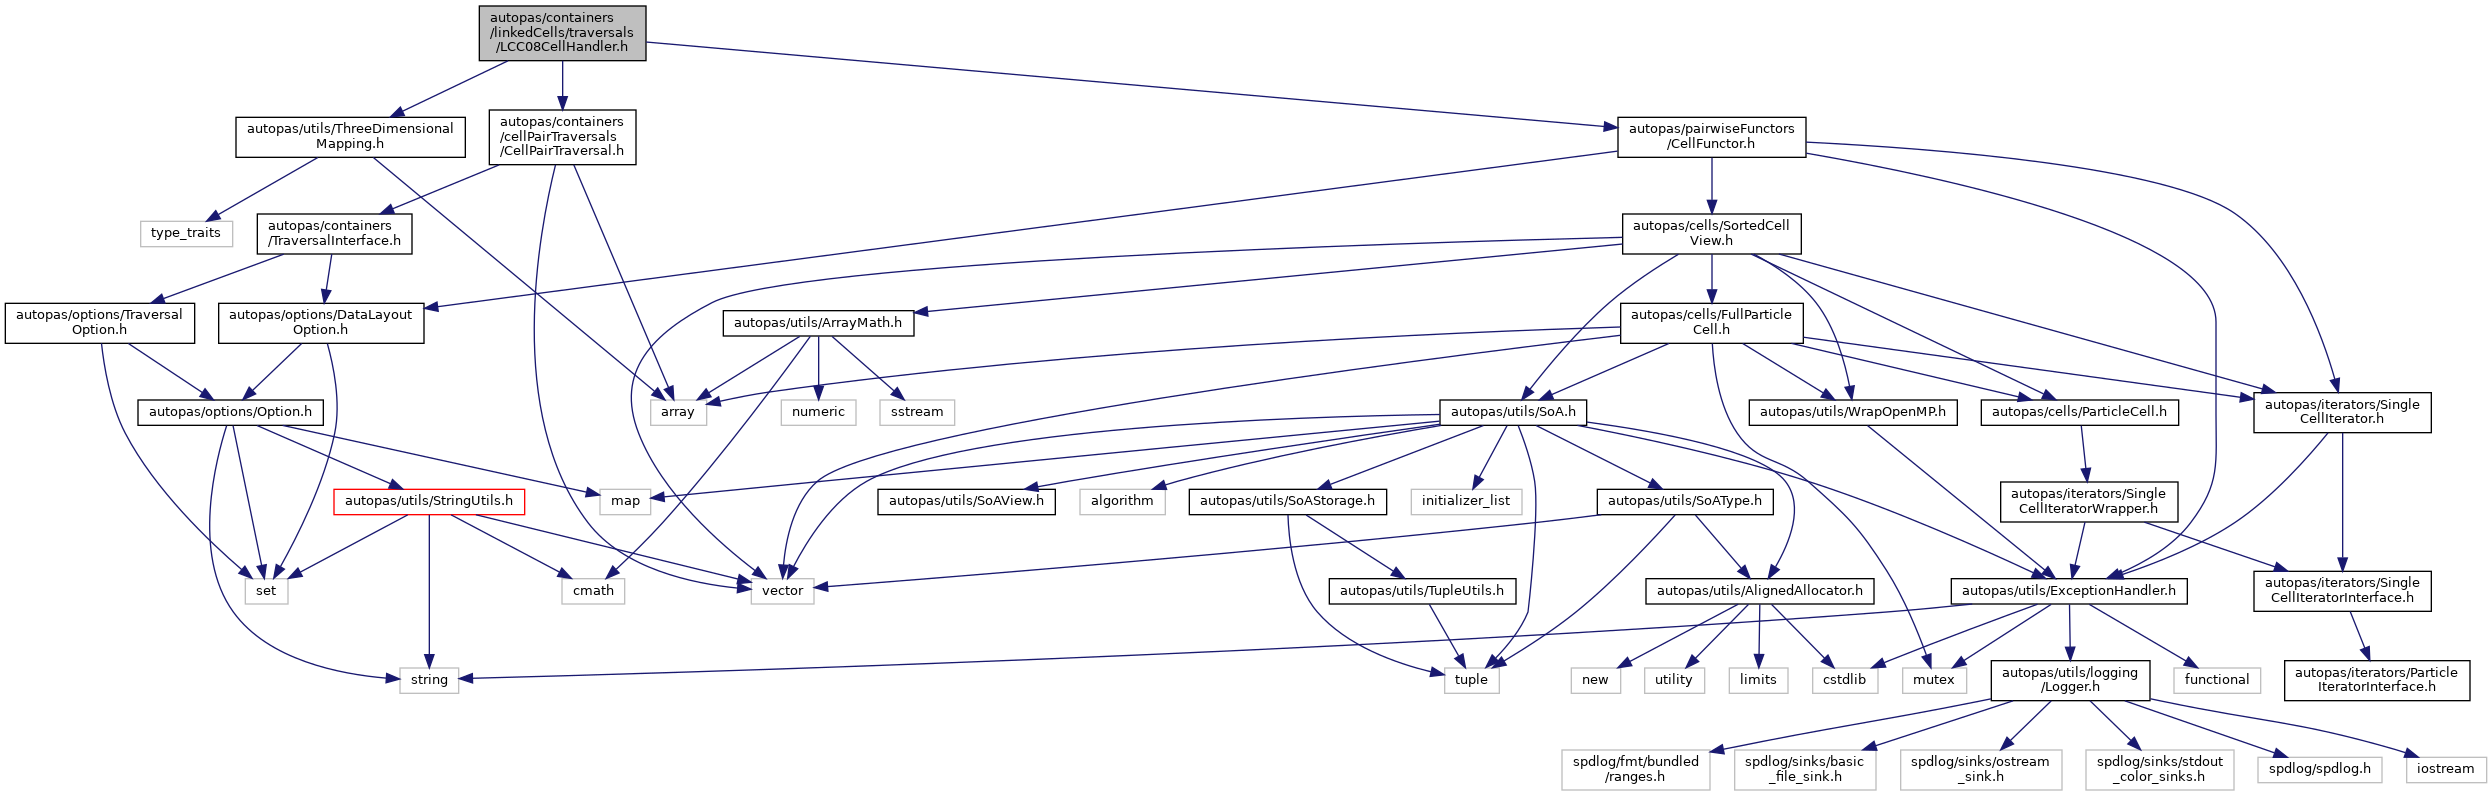 autopas/containers
/linkedCells/traversals
/LCC08CellHandler.h
autopas/utils/ThreeDimensional
Mapping.h
autopas/containers
/cellPairTraversals
/CellPairTraversal.h
autopas/pairwiseFunctors
/CellFunctor.h
type_traits
autopas/containers
/TraversalInterface.h
autopas/cells/SortedCell
View.h
autopas/options/Traversal
Option.h
autopas/options/DataLayout
Option.h
autopas/utils/ArrayMath.h
autopas/cells/FullParticle
Cell.h
autopas/options/Option.h
array
numeric
sstream
autopas/utils/SoA.h
autopas/utils/WrapOpenMP.h
autopas/cells/ParticleCell.h
autopas/iterators/Single
CellIterator.h
autopas/utils/StringUtils.h
map
autopas/utils/SoAView.h
algorithm
autopas/utils/SoAStorage.h
initializer_list
autopas/utils/SoAType.h
autopas/iterators/Single
CellIteratorWrapper.h
set
cmath
vector
autopas/utils/TupleUtils.h
autopas/utils/AlignedAllocator.h
autopas/utils/ExceptionHandler.h
autopas/iterators/Single
CellIteratorInterface.h
string
tuple
new
utility
limits
cstdlib
mutex
autopas/utils/logging
/Logger.h
functional
autopas/iterators/Particle
IteratorInterface.h
spdlog/fmt/bundled
/ranges.h
spdlog/sinks/basic
_file_sink.h
spdlog/sinks/ostream
_sink.h
spdlog/sinks/stdout
_color_sinks.h
spdlog/spdlog.h
iostream